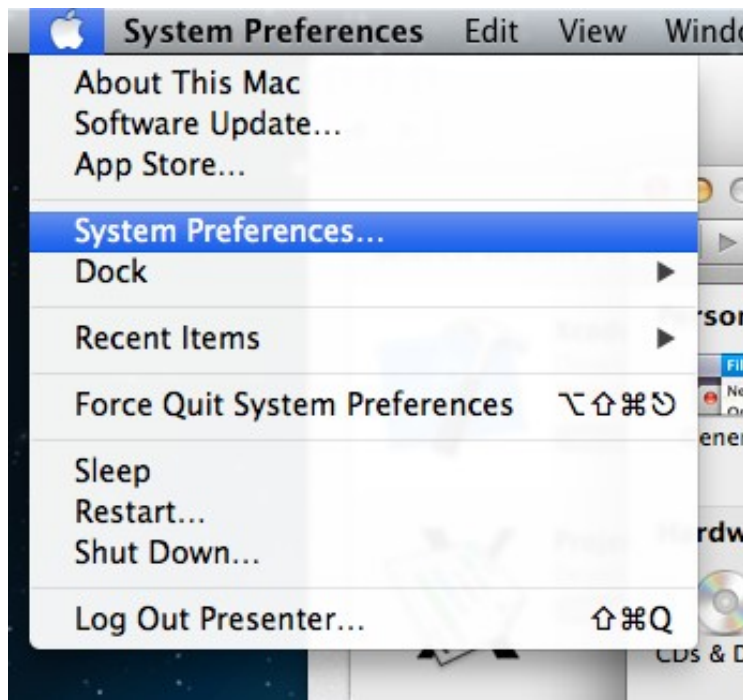 System Preferences Edit View
About This Mac
Software Update...
App Store...
System Preferences...
Dock
Recent Items
Force Quit System Preferences ⌥⇧⌘⎋
Sleep
Restart...
Shut Down...
Log Out Presenter... ⇧⌘Q
CDs &